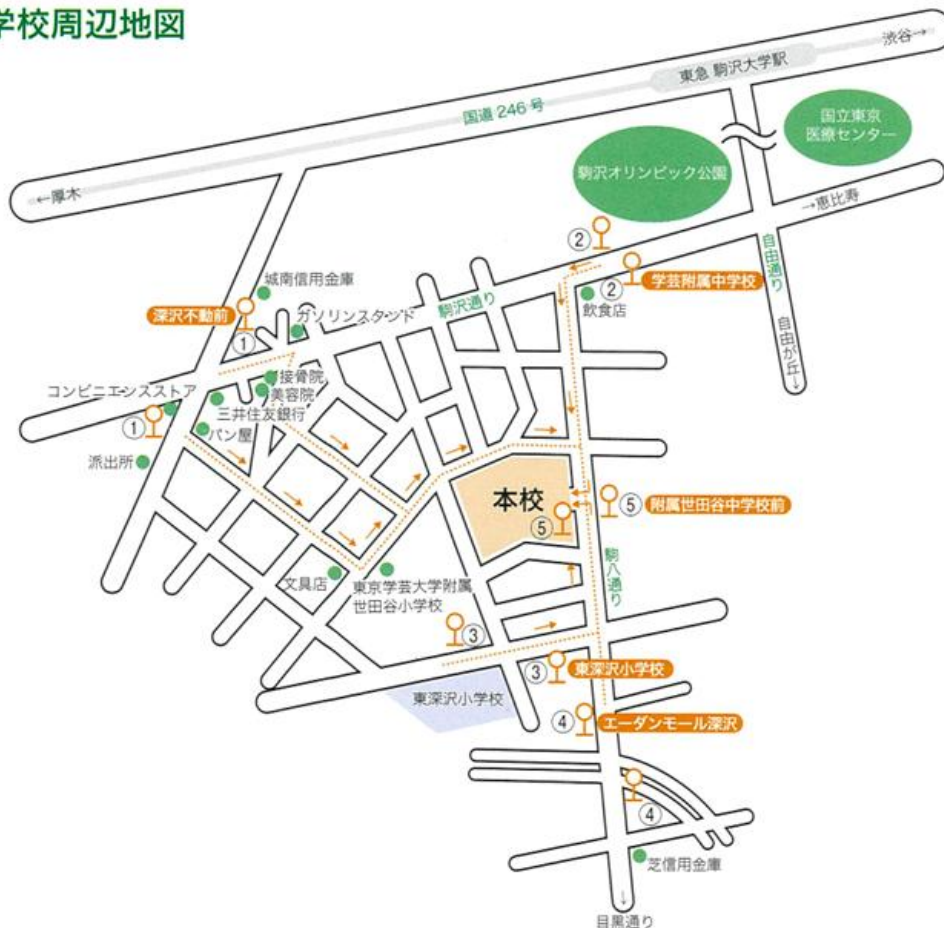 学校周辺地図
渋谷→
東急 駒沢大学駅
国道 246 号
国立東京
医療センター
駒沢オリンピック公園
←厚木
→恵比寿
②
自由通り
城南信用金庫
②
学芸附属中学校
駒沢通り
飲食店
深沢不動前
ガソリンスタンド
①
自由が丘→
接骨院
コンビニエンスストア
美容院
三井住友銀行
①
パン屋
派出所
本校
⑤
附属世田谷中学校前
⑤
駒八通り
文具店
東京学芸大学附属
世田谷小学校
③
③
東深沢小学校
東深沢小学校
④
エーダンモール深沢
④
芝信用金庫
→
目黒通り